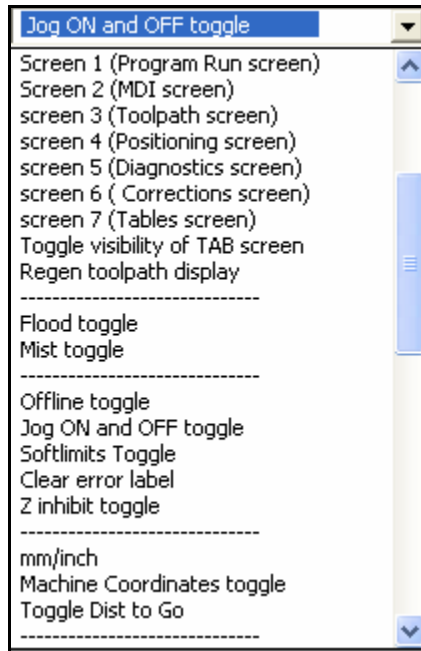 Jog ON and OFF toggle
Screen 1 (Program Run screen)
Screen 2 (MDI screen)
screen 3 (Toolpath screen)
screen 4 (Positioning screen)
screen 5 (Diagnostics screen)
screen 6 ( Corrections screen)
screen 7 (Tables screen)
Toggle visibility of TAB screen
Regen toolpath display
------------------------------
Flood toggle
Mist toggle
------------------------------
Offline toggle
Jog ON and OFF toggle
Softlimits Toggle
Clear error label
Z inhibit toggle
------------------------------
mm/inch
Machine Coordinates toggle
Toggle Dist to Go
------------------------------